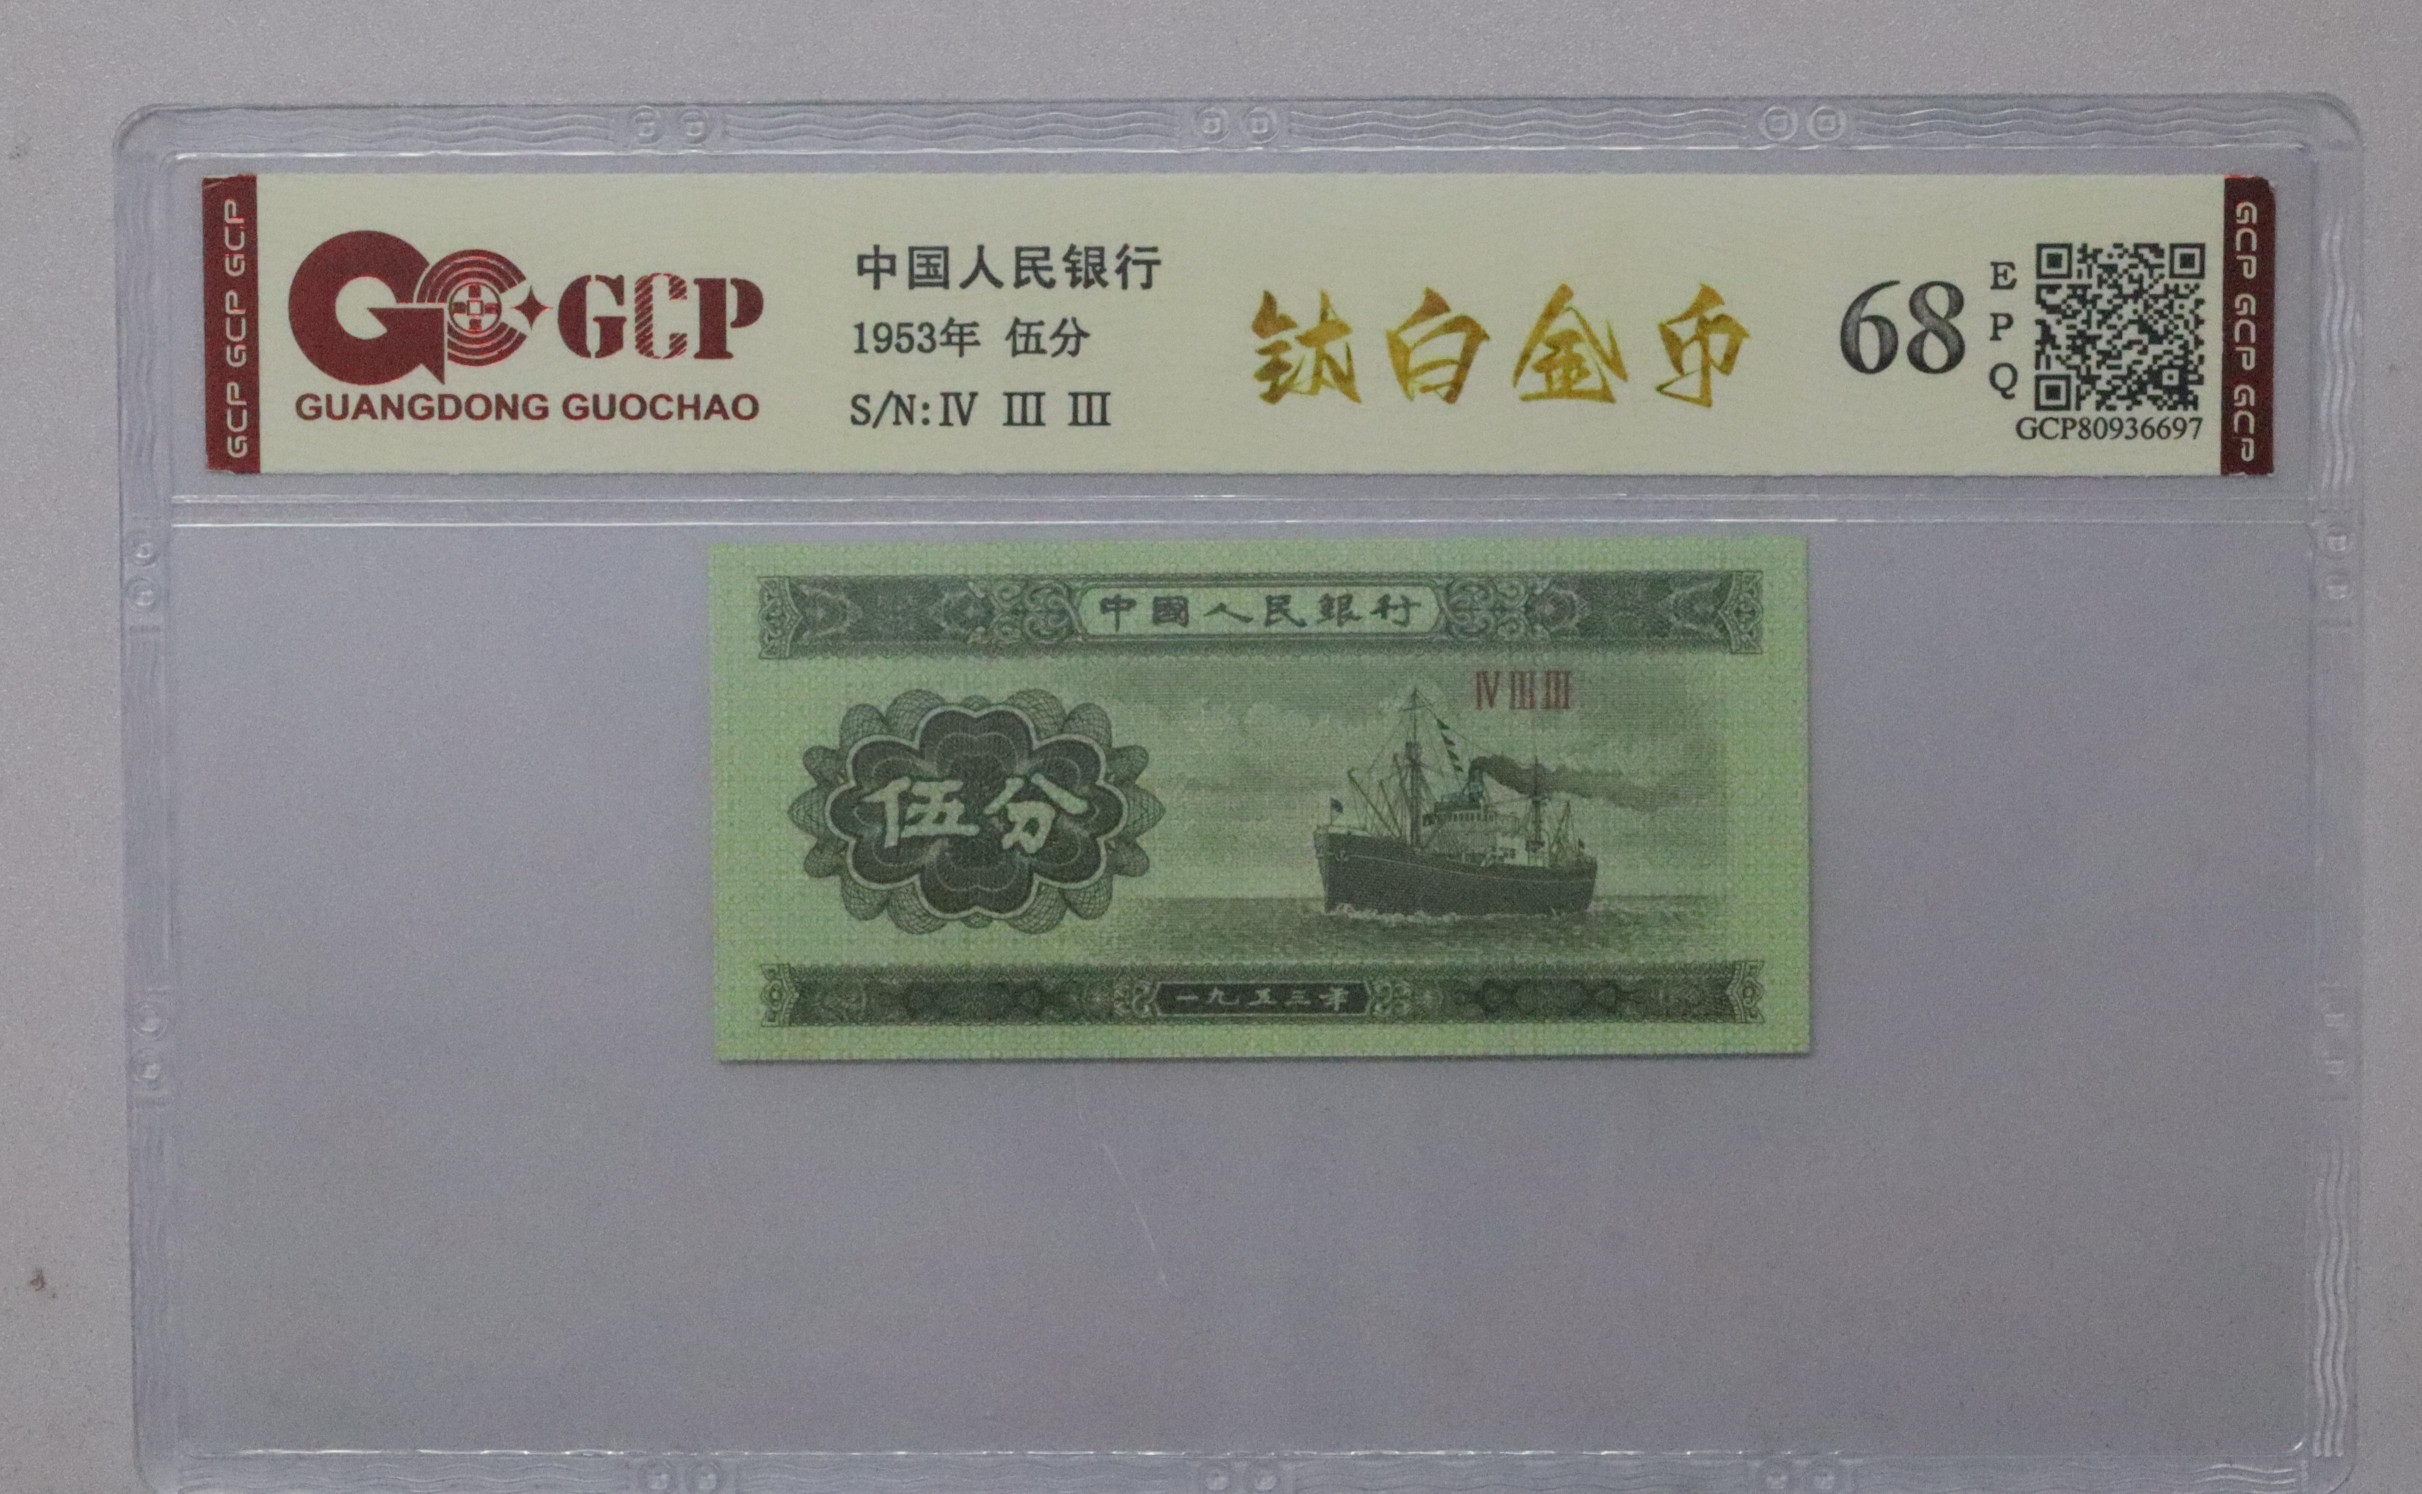 GCP GCP GCP
GCP
GUANGDONG GUOCHAO
中国人民银行
1953年 伍分
S/N:Ⅳ Ⅲ Ⅲ
钛白金币
68
E
P
Q
GCP80936697
GCP GCP GCP
中國人民銀行
Ⅳ Ⅲ Ⅲ
伍分
一九五三年